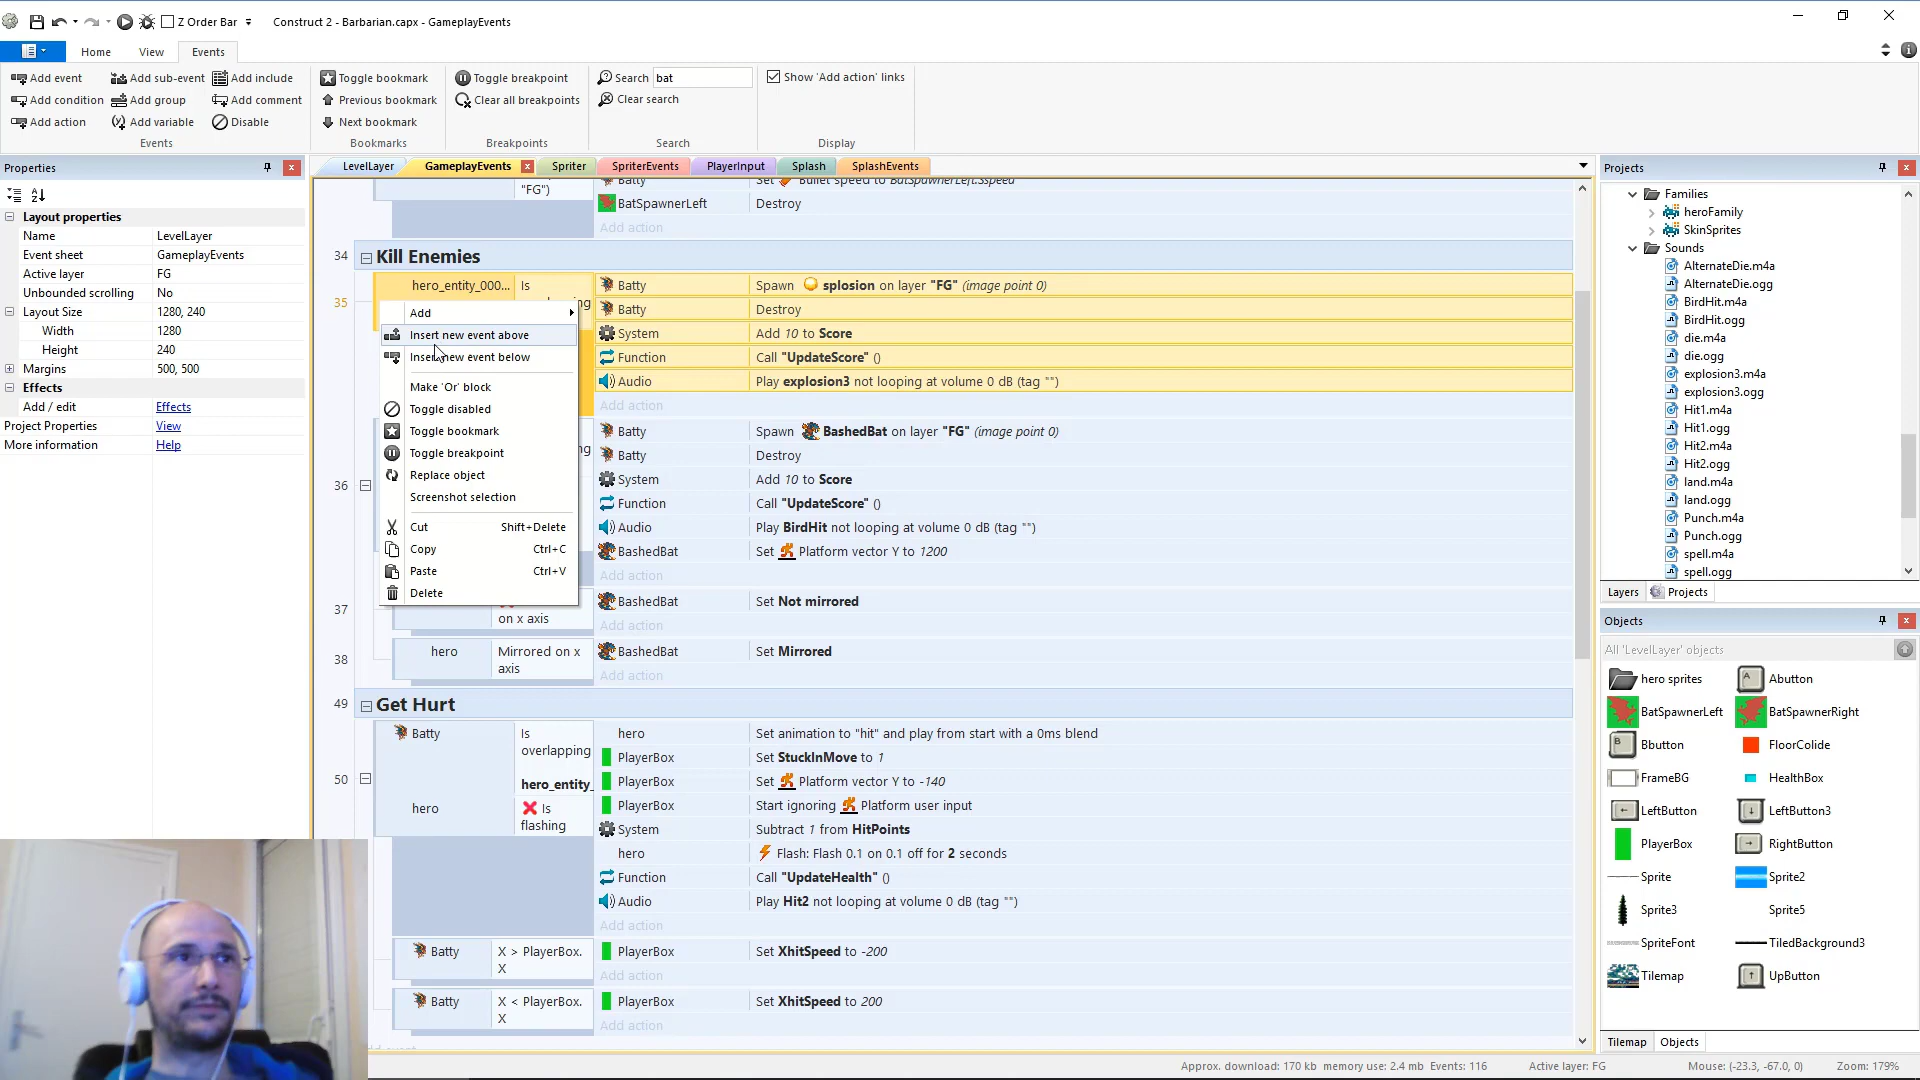 Z Order Bar
Construct 2 - Barbarian.capx - GameplayEvents
Home View Events
Add event Add sub-event Add include
Add condition Add group Add comment
Add action Add variable Disable
Events
Toggle bookmark
Previous bookmark
Next bookmark
Bookmarks
Toggle breakpoint
Clear all breakpoints
Breakpoints
Search bat
Clear search
Search
Show 'Add action' links
Display
Properties
Layout properties
Name LevelLayer
Event sheet GameplayEvents
Active layer FG
Unbounded scrolling No
Layout Size 1280, 240
Width 1280
Height 240
Margins 500, 500
Effects
Add / edit Effects
Project Properties View
More information Help
LevelLayer GameplayEvents Spriter SpriterEvents PlayerInput Splash SplashEvents
"FG") Batty Set Bullet speed to BatSpawnerLeft.Sspeed
BatSpawnerLeft Destroy
Add action
34 Kill Enemies
35 hero_entity_000... Is
Batty Spawn splosion on layer "FG" (image point 0)
Batty Destroy
System Add 10 to Score
Function Call "UpdateScore" ()
Audio Play explosion3 not looping at volume 0 dB (tag "")
Add action
Add
Insert new event above
Insert new event below
Make 'Or' block
Toggle disabled
Toggle bookmark
Toggle breakpoint
Replace object
Screenshot selection
Cut Shift+Delete
Copy Ctrl+C
Paste Ctrl+V
Delete
36
Batty Spawn BashedBat on layer "FG" (image point 0)
Batty Destroy
System Add 10 to Score
Function Call "UpdateScore" ()
Audio Play BirdHit not looping at volume 0 dB (tag "")
BashedBat Set Platform vector Y to 1200
Add action
37 on x axis BashedBat Set Not mirrored
Add action
38 hero Mirrored on x axis BashedBat Set Mirrored
Add action
49 Get Hurt
50 Batty Is overlapping hero_entity_
hero Is flashing
hero Set animation to "hit" and play from start with a 0ms blend
PlayerBox Set StuckInMove to 1
PlayerBox Set Platform vector Y to -140
PlayerBox Start ignoring Platform user input
System Subtract 1 from HitPoints
hero Flash: Flash 0.1 on 0.1 off for 2 seconds
Function Call "UpdateHealth" ()
Audio Play Hit2 not looping at volume 0 dB (tag "")
Add action
Batty X > PlayerBox.X PlayerBox Set XhitSpeed to -200
Add action
Batty X < PlayerBox.X PlayerBox Set XhitSpeed to 200
Add action
Projects
Families
heroFamily
SkinSprites
Sounds
AlternateDie.m4a
AlternateDie.ogg
BirdHit.m4a
BirdHit.ogg
die.m4a
die.ogg
explosion3.m4a
explosion3.ogg
Hit1.m4a
Hit1.ogg
Hit2.m4a
Hit2.ogg
land.m4a
land.ogg
Punch.m4a
Punch.ogg
spell.m4a
spell.ogg
Layers Projects
Objects
All 'LevelLayer' objects
hero sprites Abutton
BatSpawnerLeft BatSpawnerRight
Bbutton FloorColide
FrameBG HealthBox
LeftButton LeftButton3
PlayerBox RightButton
Sprite Sprite2
Sprite3 Sprite5
SpriteFont TiledBackground3
Tilemap UpButton
Tilemap Objects
Approx. download: 170 kb memory use: 2.4 mb Events: 116 Active layer: FG Mouse: (-23.3, -67.0, 0) Zoom: 179%